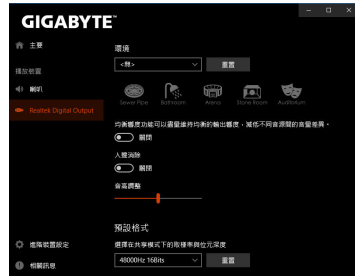 GIGABYTE™
主要
環境
<無>
重置
播放裝置
喇叭
Sewer Pipe
Bathroom
Arena
Stone Room
Auditorium
Realtek Digital Output
均衡響度功能可以盡量維持均衡的輸出響度，減低不同音源間的音量差異。
關閉
人聲消除
關閉
音高調整
預設格式
選擇在共享模式下的取樣率與位元深度
進階裝置設定
48000Hz 16Bits
重置
相關訊息